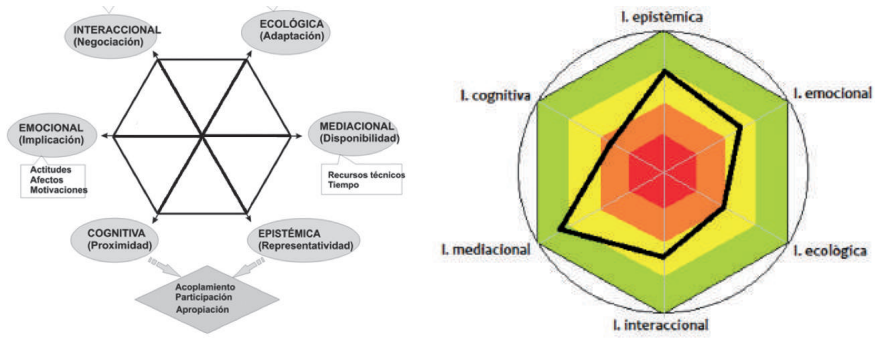 INTERACCIONAL
(Negociación)
ECOLÓGICA
(Adaptación)
EMOCIONAL
(Implicación)
MEDIACIONAL
(Disponibilidad)
Actitudes
Afectos
Motivaciones
Recursos técnicos
Tiempo
COGNITIVA
(Proximidad)
EPISTÉMICA
(Representatividad)
Acoplamiento
Participación
Apropiación
I. epistèmica
I. cognitiva
I. emocional
I. mediacional
I. ecològica
I. interaccional